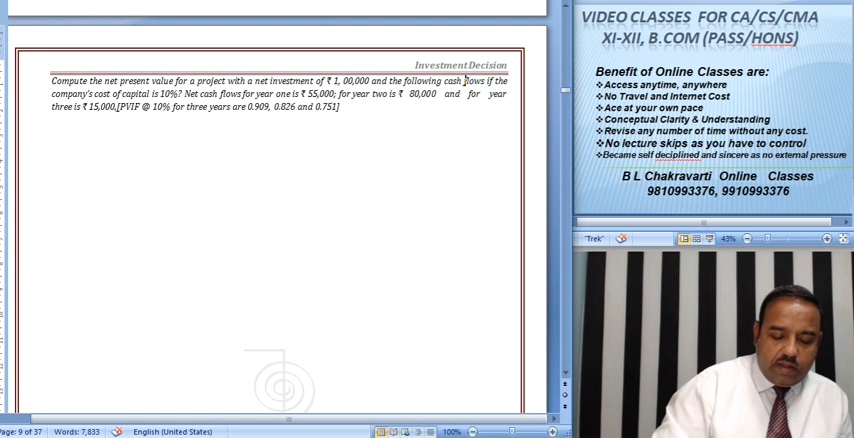 Investment Decision
Compute the net present value for a project with a net investment of ₹ 1, 00,000 and the following cash flows if the
company's cost of capital is 10%? Net cash flows for year one is ₹ 55,000; for year two is ₹ 80,000 and for year
three is ₹ 15,000.[PVIF @ 10% for three years are 0.909, 0.826 and 0.751]
Page: 9 of 37
Words: 7,833
English (United States)
100%
VIDEO CLASSES FOR CA/CS/CMA
XI-XII, B.COM (PASS/HONS)
Benefit of Online Classes are:
❖Access anytime, anywhere
❖No Travel and Internet Cost
❖Ace at your own pace
❖Conceptual Clarity & Understanding
❖Revise any number of time without any cost.
❖No lecture skips as you have to control
❖Became self deciplined and sincere as no external pressure
B L Chakravarti Online Classes
9810993376, 9910993376
"Trek"
43%